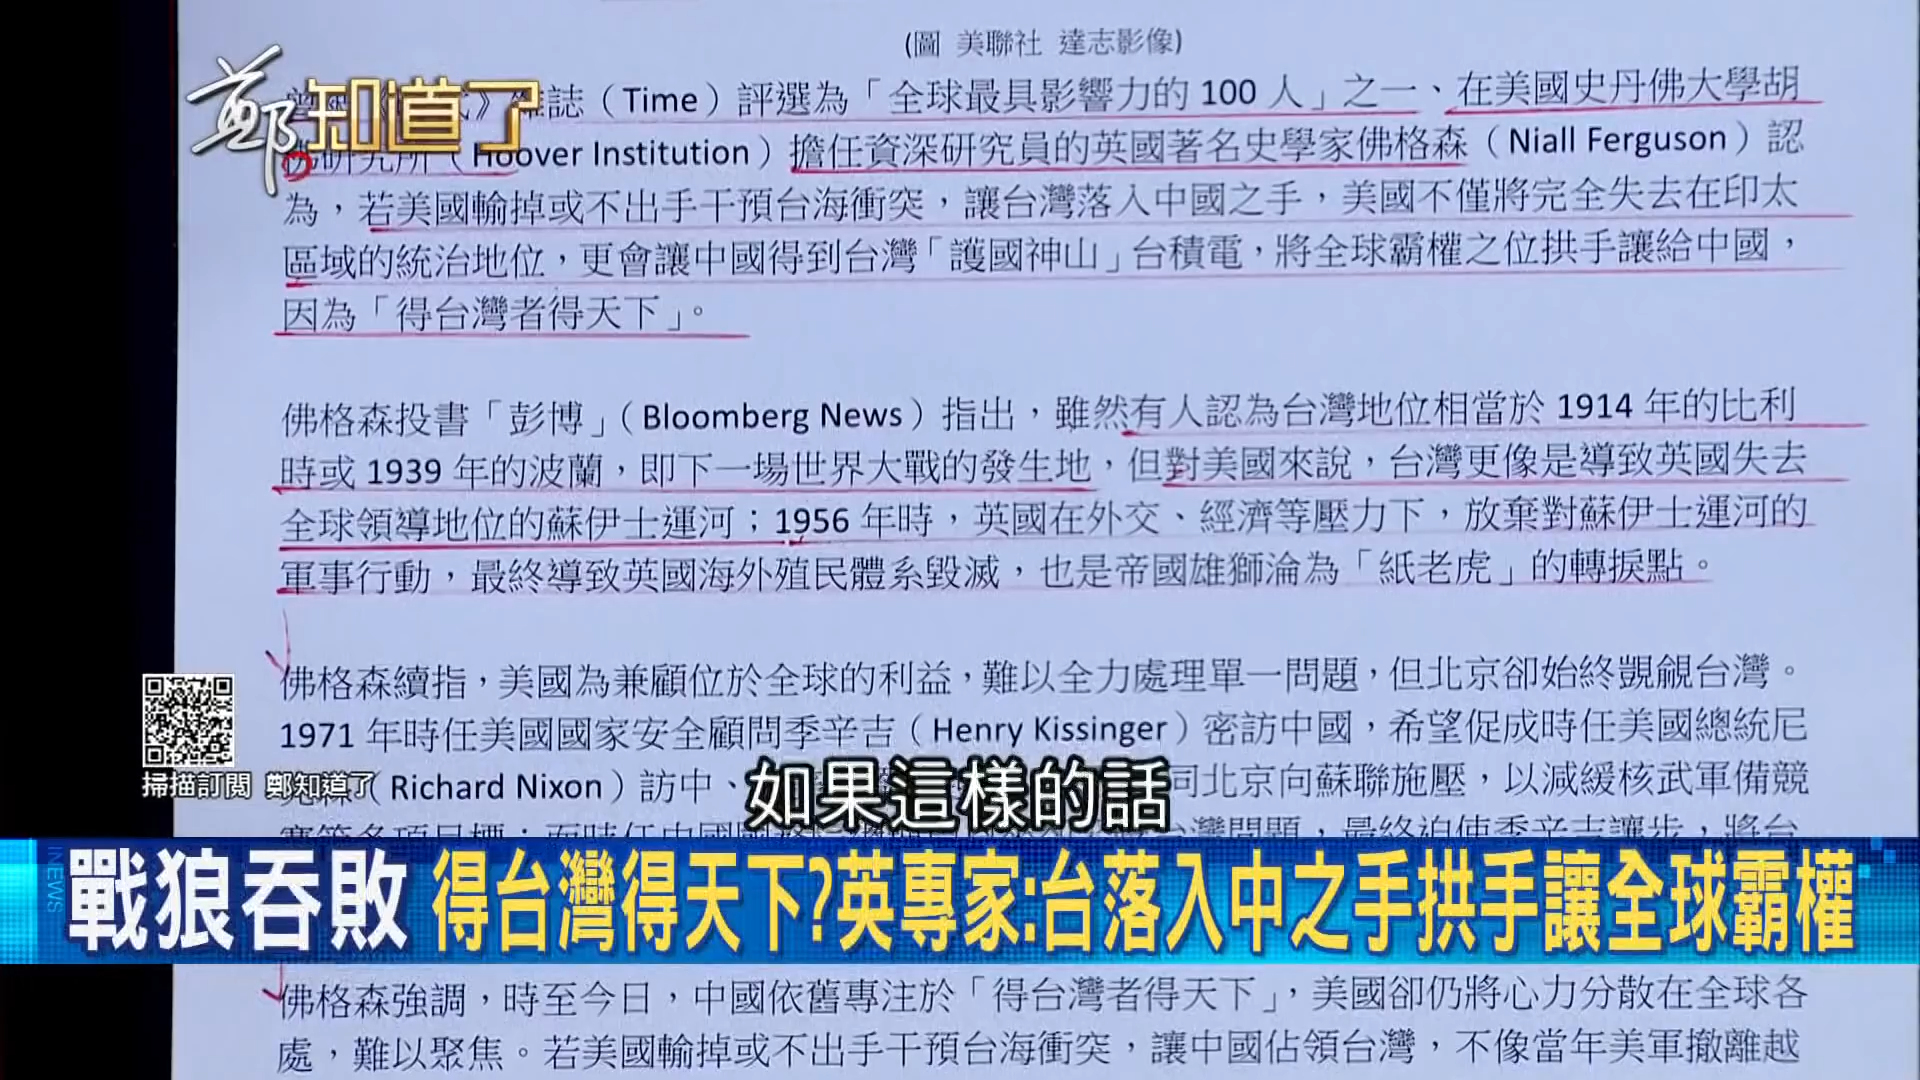 (圖 美聯社 達志影像)
鄭知道了
》雜誌（Time）評選為「全球最具影響力的 100 人」之一、在美國史丹佛大學胡
佛研究所（Hoover Institution）擔任資深研究員的英國著名史學家佛格森（Niall Ferguson）認
為，若美國輸掉或不出手干預台海衝突，讓台灣落入中國之手，美國不僅將完全失去在印太
區域的統治地位，更會讓中國得到台灣「護國神山」台積電，將全球霸權之位拱手讓給中國，
因為「得台灣者得天下」。
佛格森投書「彭博」（Bloomberg News）指出，雖然有人認為台灣地位相當於 1914 年的比利
時或 1939 年的波蘭，即下一場世界大戰的發生地，但對美國來說，台灣更像是導致英國失去
全球領導地位的蘇伊士運河；1956 年時，英國在外交、經濟等壓力下，放棄對蘇伊士運河的
軍事行動，最終導致英國海外殖民體系毀滅，也是帝國雄獅淪為「紙老虎」的轉捩點。
佛格森續指，美國為兼顧位於全球的利益，難以全力處理單一問題，但北京卻始終覬覦台灣。
1971 年時任美國國家安全顧問季辛吉（Henry Kissinger）密訪中國，希望促成時任美國總統尼
（Richard Nixon）訪中、
同北京向蘇聯施壓，以減緩核武軍備競
掃描訂閱 鄭知道了
如果這樣的話
台灣問題，最終迫使季辛吉讓步，將台
NEWS
戰狼吞敗 得台灣得天下?英專家:台落入中之手拱手讓全球霸權
佛格森強調，時至今日，中國依舊專注於「得台灣者得天下」，美國卻仍將心力分散在全球各
處，難以聚焦。若美國輸掉或不出手干預台海衝突，讓中國佔領台灣，不像當年美軍撤離越